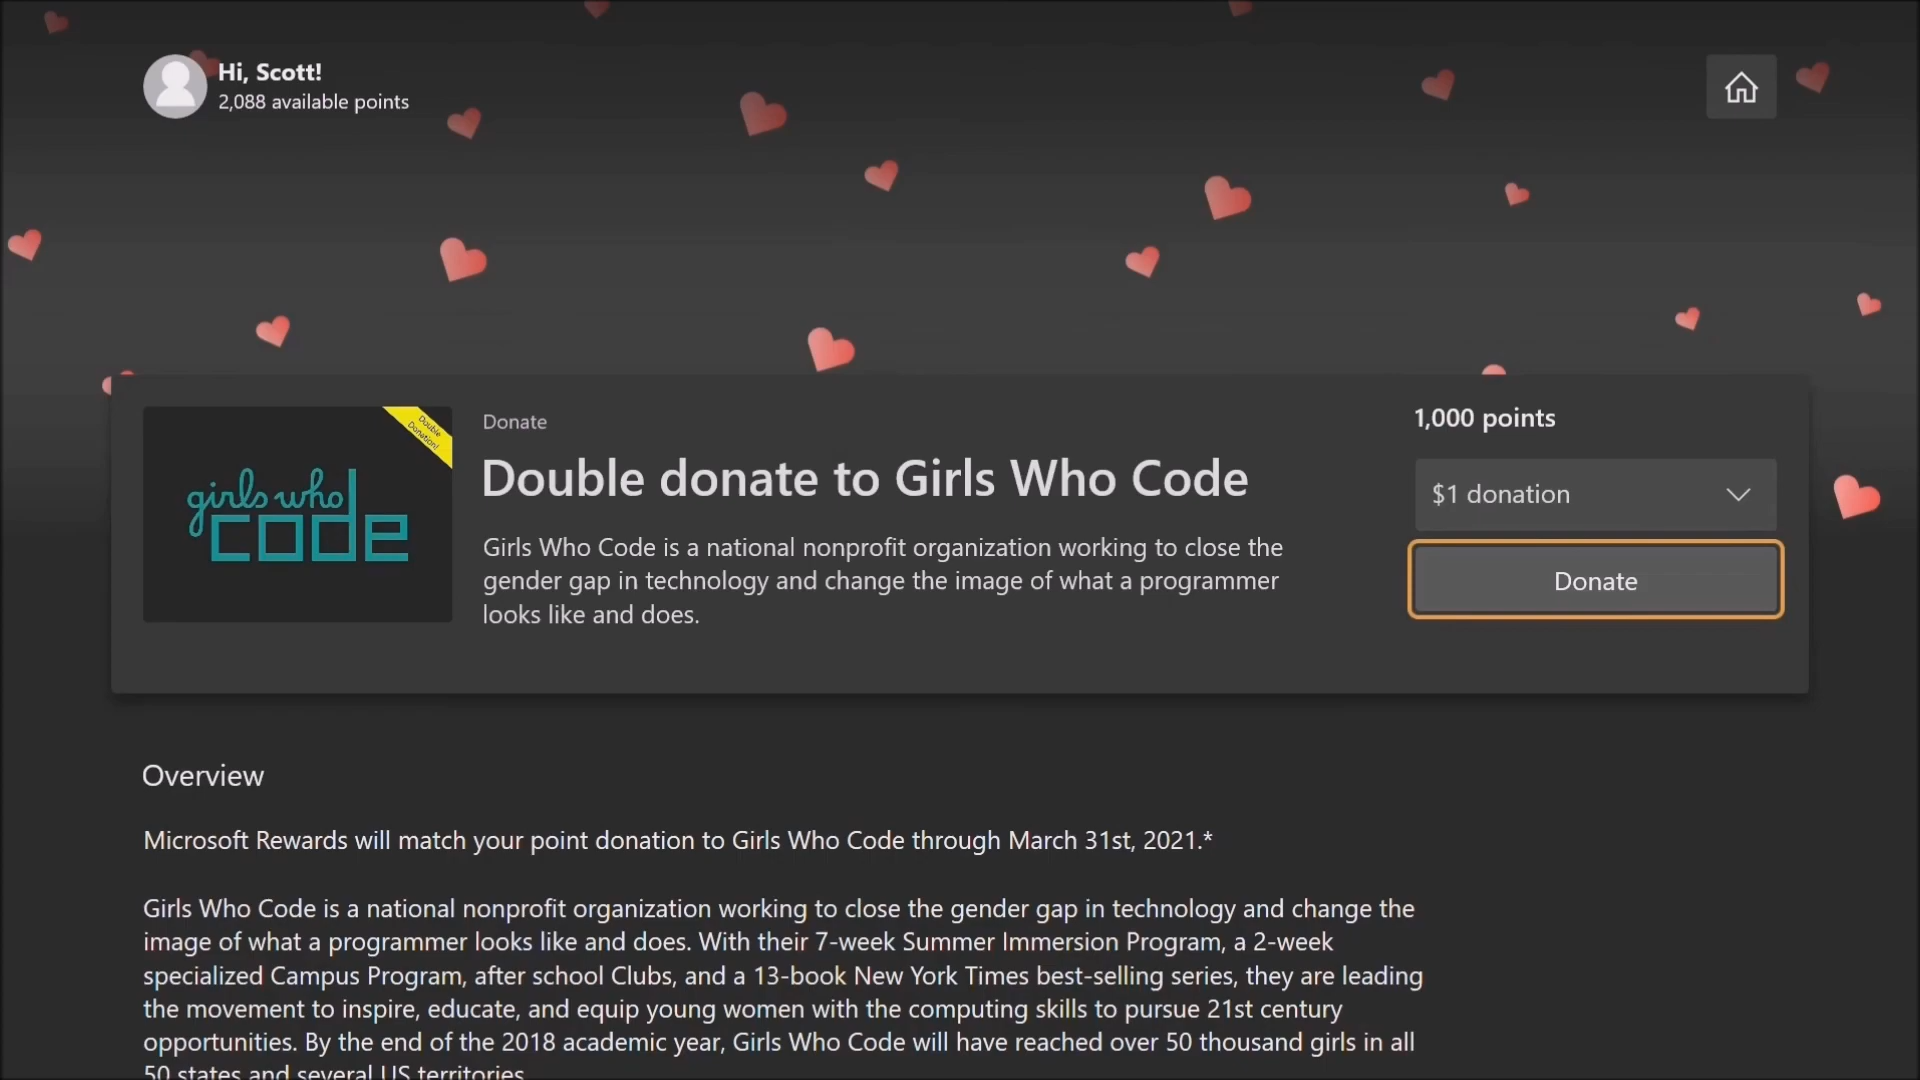 Hi, Scott!
2,088 available points
Double
Donation!
girls who
code
Donate
Double donate to Girls Who Code
Girls Who Code is a national nonprofit organization working to close the
gender gap in technology and change the image of what a programmer
looks like and does.
1,000 points
$1 donation
Donate
Overview
Microsoft Rewards will match your point donation to Girls Who Code through March 31st, 2021.*
Girls Who Code is a national nonprofit organization working to close the gender gap in technology and change the
image of what a programmer looks like and does. With their 7-week Summer Immersion Program, a 2-week
specialized Campus Program, after school Clubs, and a 13-book New York Times best-selling series, they are leading
the movement to inspire, educate, and equip young women with the computing skills to pursue 21st century
opportunities. By the end of the 2018 academic year, Girls Who Code will have reached over 50 thousand girls in all
50 states and several US territories.